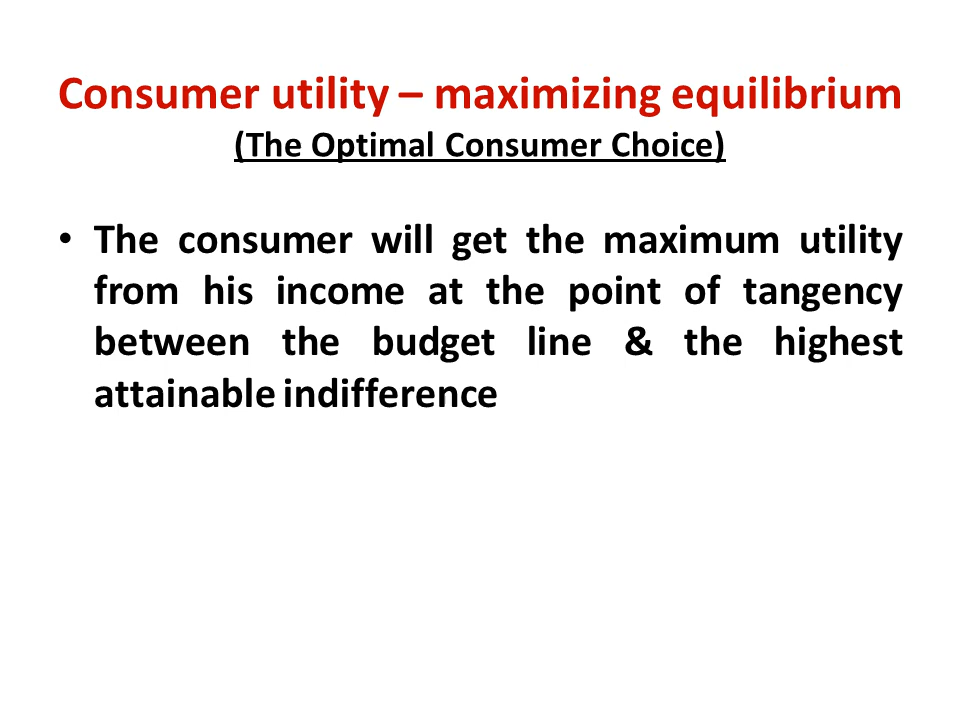 Consumer utility – maximizing equilibrium
(The Optimal Consumer Choice)
• The consumer will get the maximum utility
from his income at the point of tangency
between the budget line & the highest
attainable indifference